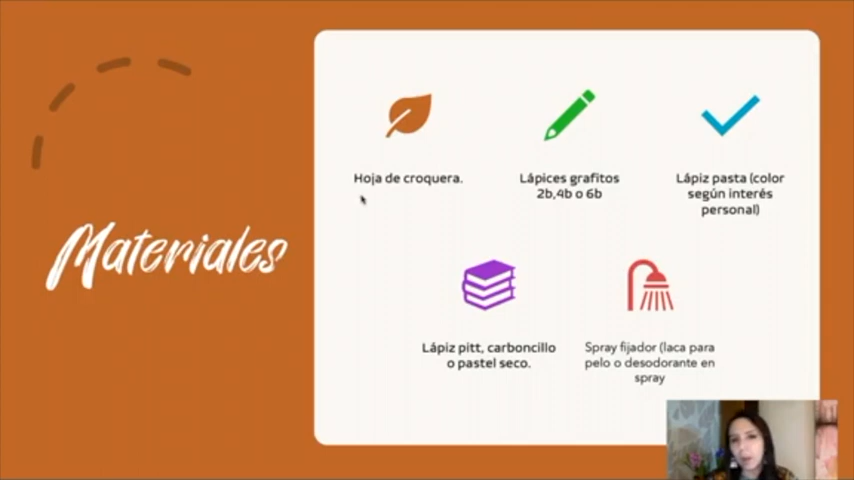 Materiales
Hoja de croquera.
Lápices grafitos
2b,4b o 6b
Lápiz pasta (color
según interés
personal)
Lápiz pitt, carboncillo
o pastel seco.
Spray fijador (laca para
pelo o desodorante en
spray